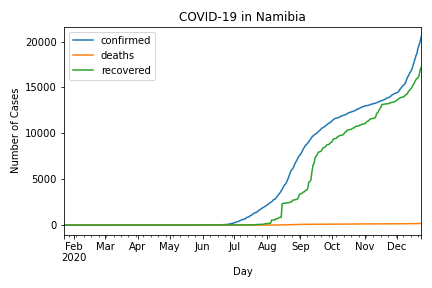 COVID-19 in Namibia
confirmed
deaths
recovered
Number of Cases
20000
15000
10000
5000
0
Feb Mar Apr May Jun Jul Aug Sep Oct Nov Dec
2020
Day